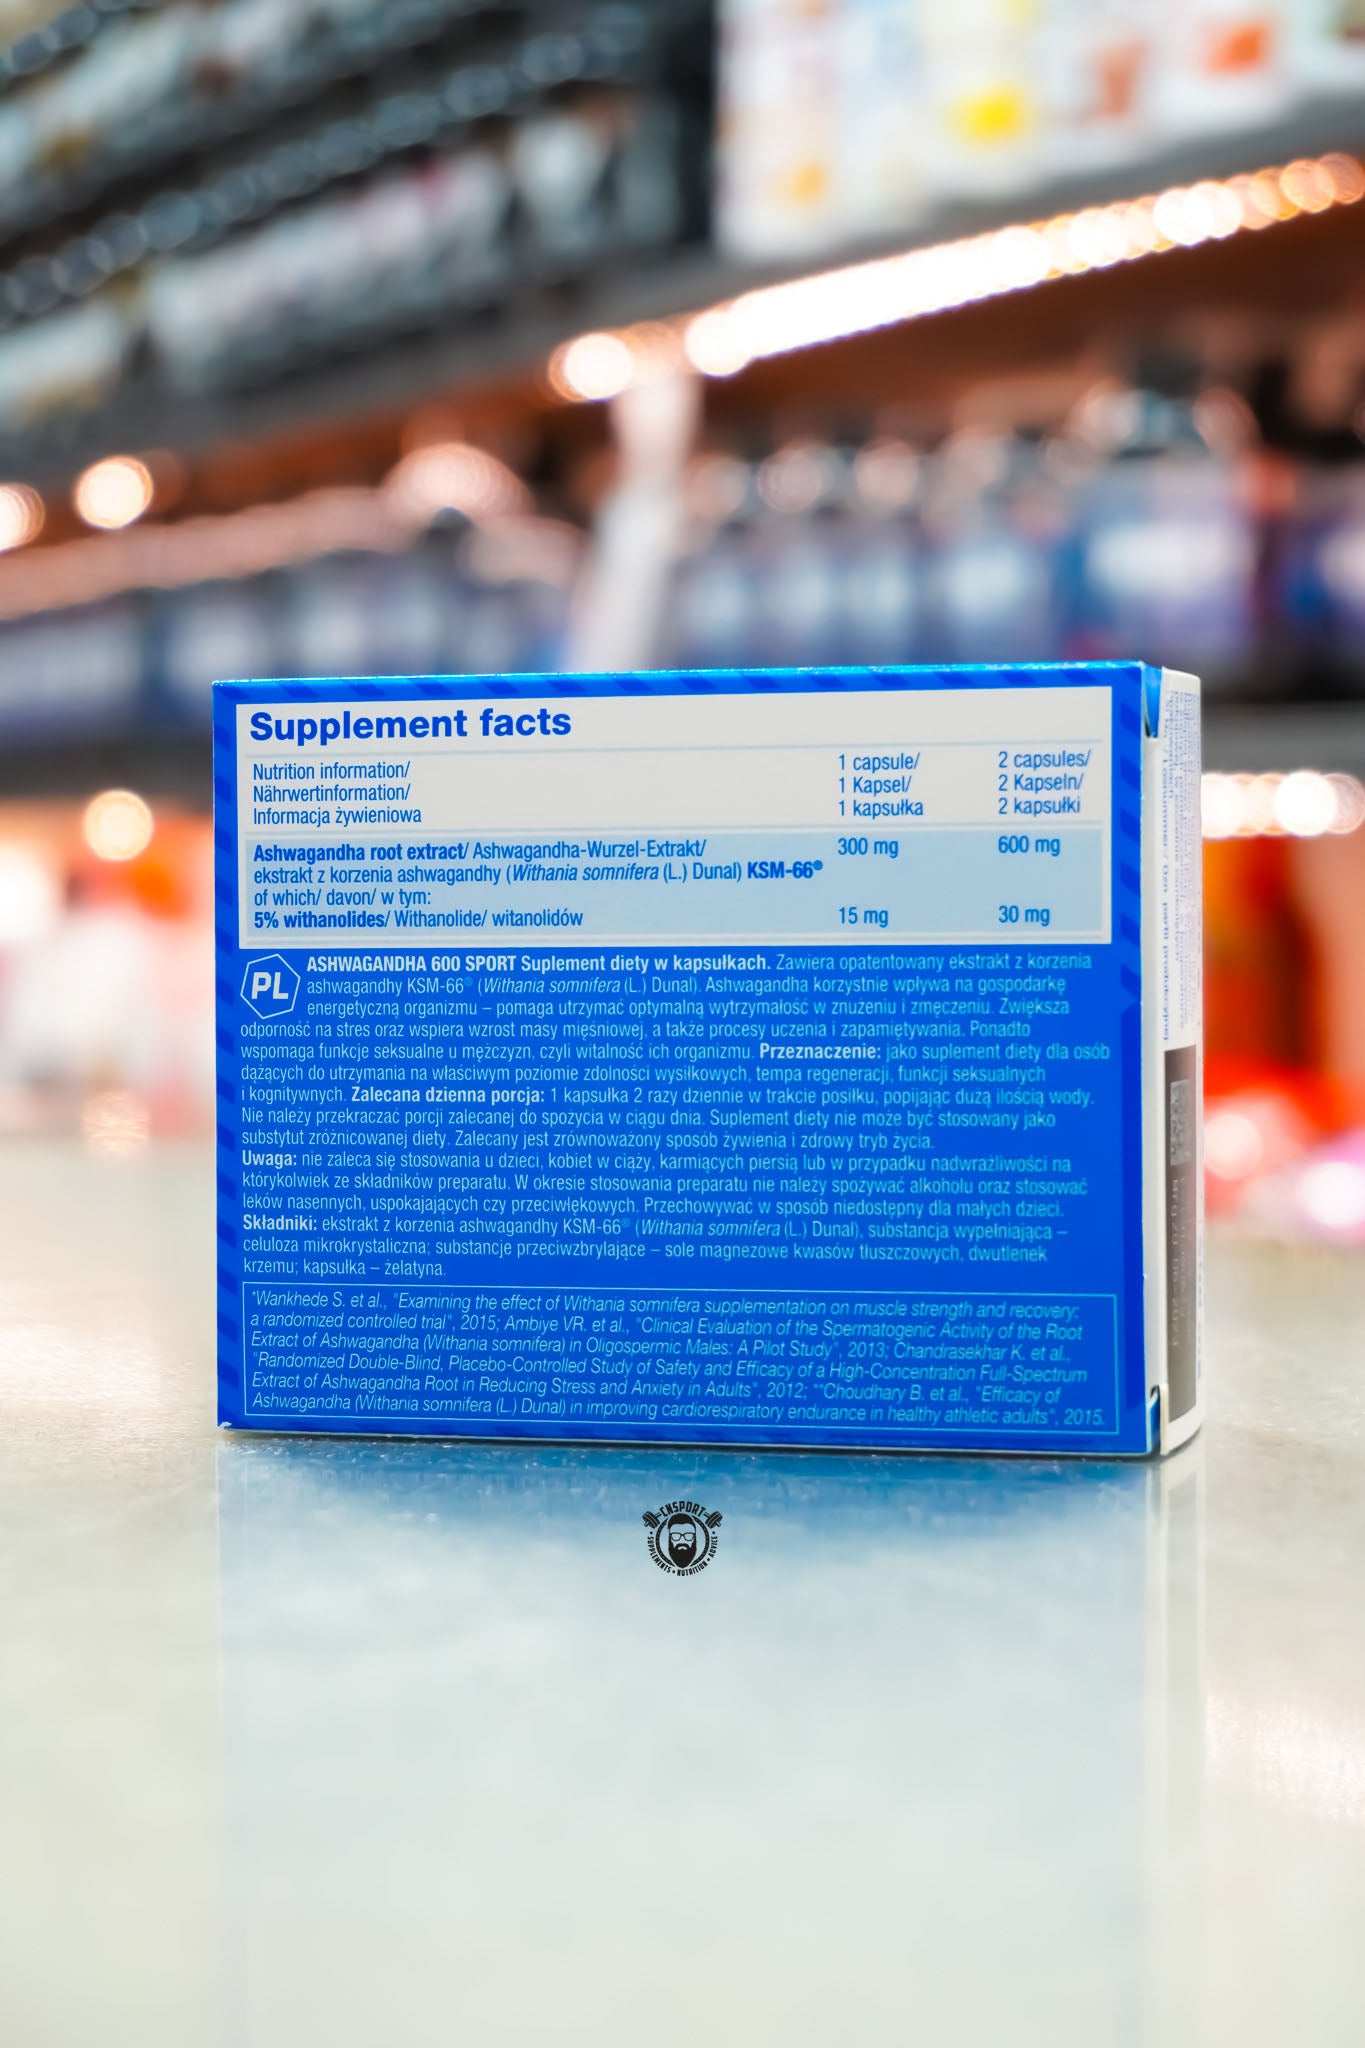 Supplement facts
Nutrition information/ 1 capsule/ 2 capsules/
Nährwertinformation/ 1 Kapsel/ 2 Kapseln/
Informacja żywieniowa 1 kapsułka 2 kapsułki
Ashwagandha root extract/ Ashwagandha-Wurzel-Extrakt/ 300 mg 600 mg
ekstrakt z korzenia ashwagandhy (Withania somnifera (L.) Dunal) KSM-66®
of which/ davon/ w tym:
5% withanolides/ Withanolide/ witanolidów 15 mg 30 mg
PL ASHWAGANDHA 600 SPORT Suplement diety w kapsułkach. Zawiera opatentowany ekstrakt z korzenia
ashwagandhy KSM-66® (Withania somnifera (L.) Dunal). Ashwagandha korzystnie wpływa na gospodarkę
energetyczną organizmu – pomaga utrzymać optymalną wytrzymałość w znużeniu i zmęczeniu. Zwiększa
odporność na stres oraz wspiera wzrost masy mięśniowej, a także procesy uczenia i zapamiętywania. Ponadto
wspomaga funkcje seksualne u mężczyzn, czyli witalność ich organizmu. Przeznaczenie: jako suplement diety dla osób
dążących do utrzymania na właściwym poziomie zdolności wysiłkowych, tempa regeneracji, funkcji seksualnych
i kognitywnych. Zalecana dzienna porcja: 1 kapsułka 2 razy dziennie w trakcie posiłku, popijając dużą ilością wody.
Nie należy przekraczać porcji zalecanej do spożycia w ciągu dnia. Suplement diety nie może być stosowany jako
substytut zróżnicowanej diety. Zalecany jest zrównoważony sposób żywienia i zdrowy tryb życia.
Uwaga: nie zaleca się stosowania u dzieci, kobiet w ciąży, karmiących piersią lub w przypadku nadwrażliwości na
którykolwiek ze składników preparatu. W okresie stosowania preparatu nie należy spożywać alkoholu oraz stosować
leków nasennych, uspokajających czy przeciwlękowych. Przechowywać w sposób niedostępny dla małych dzieci.
Składniki: ekstrakt z korzenia ashwagandhy KSM-66® (Withania somnifera (L.) Dunal), substancja wypełniająca –
celuloza mikrokrystaliczna; substancje przeciwzbrylające – sole magnezowe kwasów tłuszczowych, dwutlenek
krzemu; kapsułka – żelatyna.
*Wankhede S. et al., "Examining the effect of Withania somnifera supplementation on muscle strength and recovery:
a randomized controlled trial", 2015; Ambiye VR. et al., "Clinical Evaluation of the Spermatogenic Activity of the Root
Extract of Ashwagandha (Withania somnifera) in Oligospermic Males: A Pilot Study", 2013; Chandrasekhar K. et al.,
"Randomized Double-Blind, Placebo-Controlled Study of Safety and Efficacy of a High-Concentration Full-Spectrum
Extract of Ashwagandha Root in Reducing Stress and Anxiety in Adults", 2012; **Choudhary B. et al., "Efficacy of
Ashwagandha (Withania somnifera (L.) Dunal) in improving cardiorespiratory endurance in healthy athletic adults", 2015.
CNSPORT
SUPPLEMENTS • NUTRITION • ADVICE